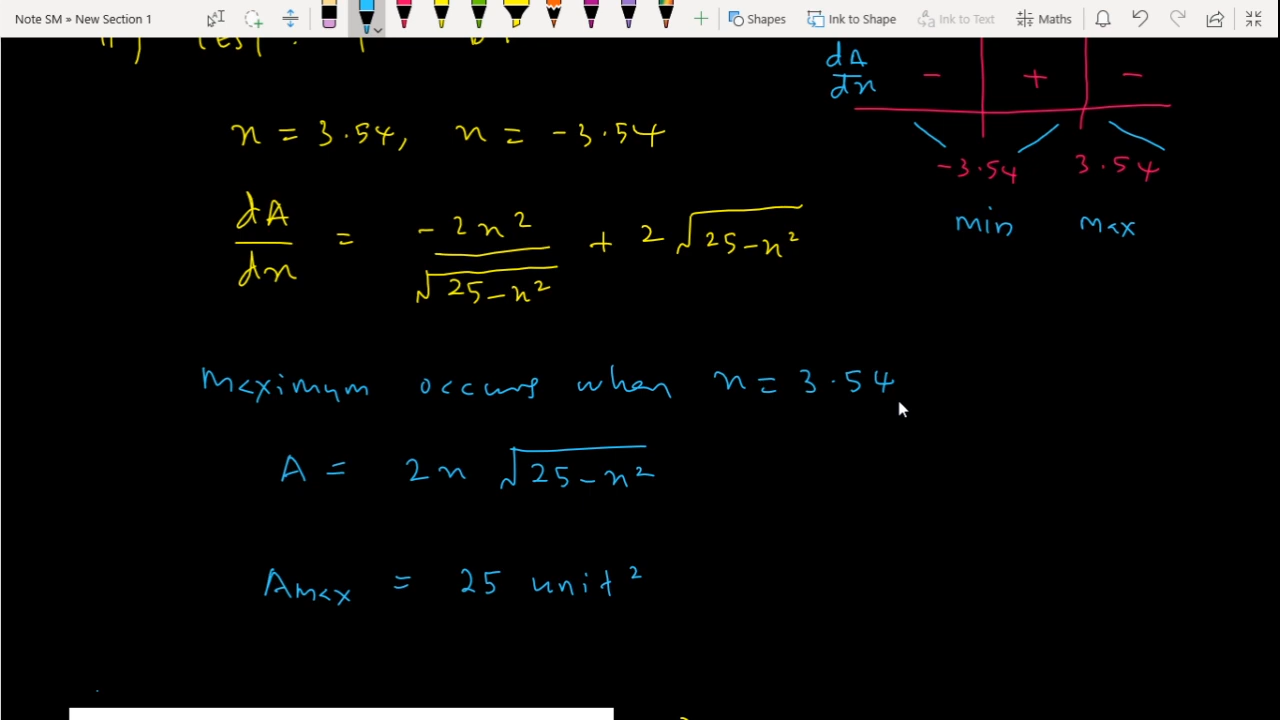 Note SM » New Section 1
Shapes
Ink to Shape
Ink to Text
Maths
dA/dx - + -
-3.54 3.54
min max
x = 3.54, x = -3.54
dA/dx = -2x²/√(25-x²) + 2√(25-x²)
Maximum occurs when x = 3.54
A = 2x √(25-x²)
Amax = 25 unit²